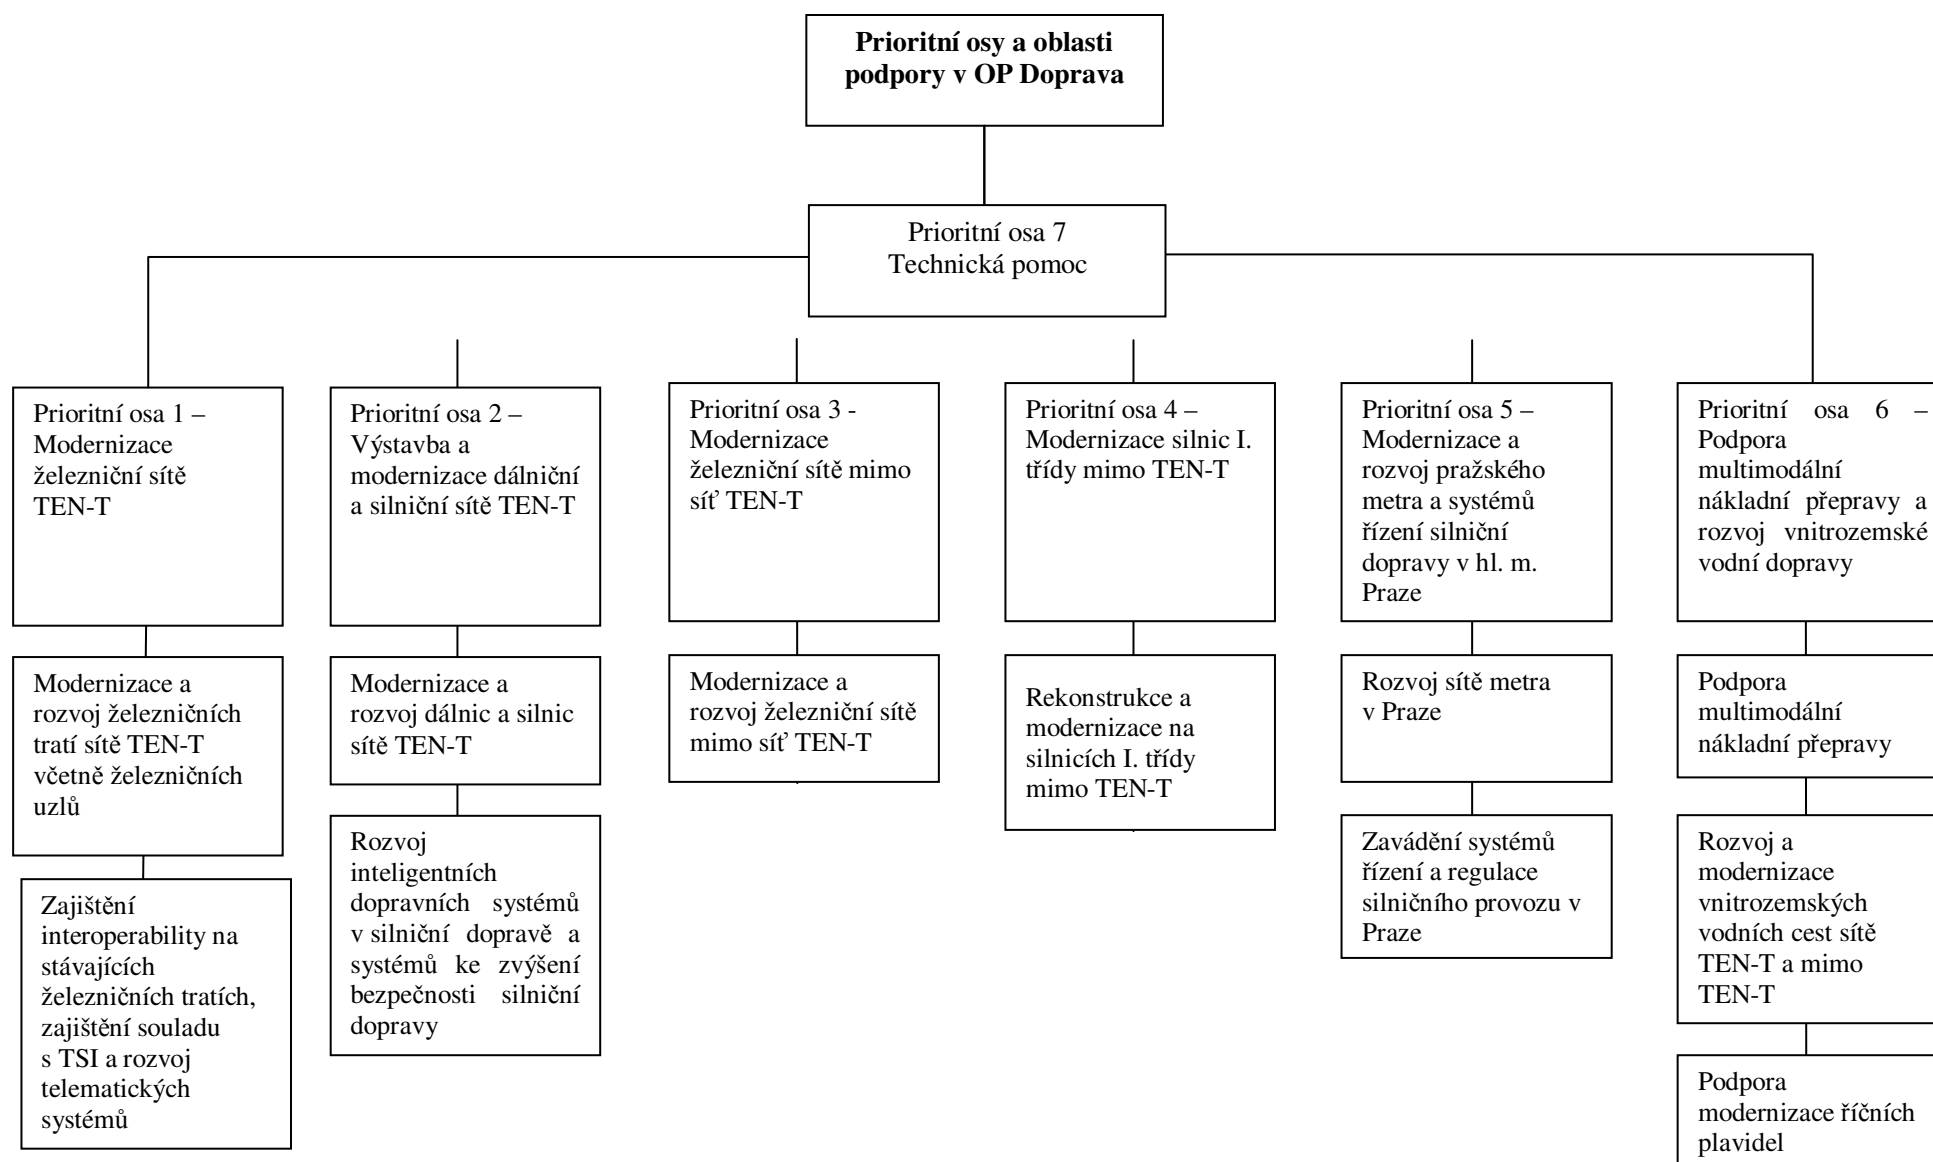 Prioritní osy a oblasti
podpory v OP Doprava
Prioritní osa 7
Technická pomoc
Prioritní osa 1 –
Modernizace
železniční sítě
TEN-T
Prioritní osa 2 –
Výstavba a
modernizace dálniční
a silniční sítě TEN-T
Prioritní osa 3 -
Modernizace
železniční sítě mimo
síť TEN-T
Prioritní osa 4 –
Modernizace silnic I.
třídy mimo TEN-T
Prioritní osa 5 –
Modernizace a
rozvoj pražského
metra a systémů
řízení silniční
dopravy v hl. m.
Praze
Prioritní osa 6 –
Podpora
multimodální
nákladní přepravy a
rozvoj vnitrozemské
vodní dopravy
Modernizace a
rozvoj železničních
tratí sítě TEN-T
včetně železničních
uzlů
Modernizace a
rozvoj dálnic a silnic
sítě TEN-T
Modernizace a
rozvoj železniční sítě
mimo síť TEN-T
Rekonstrukce a
modernizace na
silnicích I. třídy
mimo TEN-T
Rozvoj sítě metra
v Praze
Podpora
multimodální
nákladní přepravy
Zajištění
interoperability na
stávajících
železničních tratích,
zajištění souladu
s TSI a rozvoj
telematických
systémů
Rozvoj
inteligentních
dopravních systémů
v silniční dopravě a
systémů ke zvýšení
bezpečnosti silniční
dopravy
Zavádění systémů
řízení a regulace
silničního provozu v
Praze
Rozvoj a
modernizace
vnitrozemských
vodních cest sítě
TEN-T a mimo
TEN-T
Podpora
modernizace říčních
plavidel